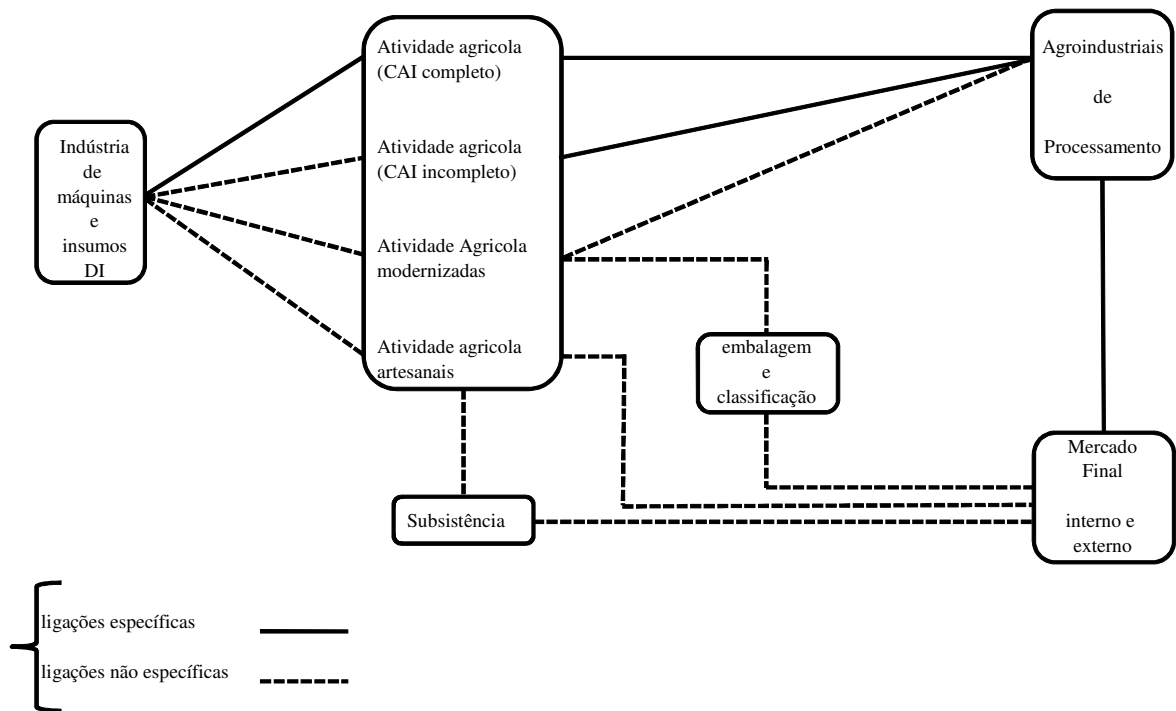 Indústria
de
máquinas
e
insumos
DI
Atividade agricola
(CAI completo)
Atividade agricola
(CAI incompleto)
Atividade Agricola
modernizadas
Atividade agricola
artesanais
Agroindustriais
de
Processamento
embalagem
e
classificação
Subsistência
Mercado
Final
interno e
externo
ligações específicas
ligações não específicas